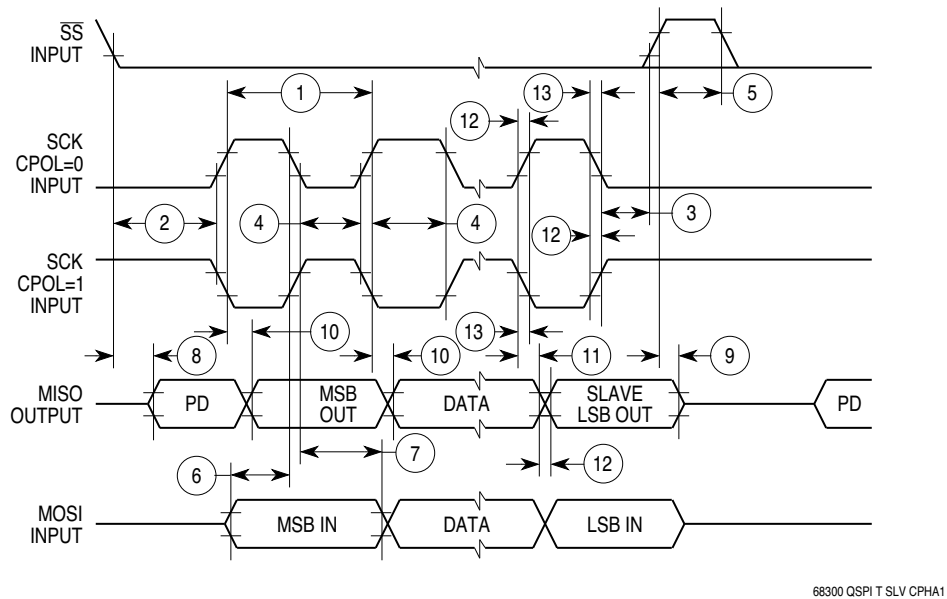 SS
INPUT
1
13
5
12
SCK
CPOL=0
INPUT
2
4
4
3
12
SCK
CPOL=1
INPUT
10
13
8
10
11
9
MISO
OUTPUT
PD
MSB
OUT
DATA
SLAVE
LSB OUT
PD
7
6
12
MOSI
INPUT
MSB IN
DATA
LSB IN
68300 QSPI T SLV CPHA1